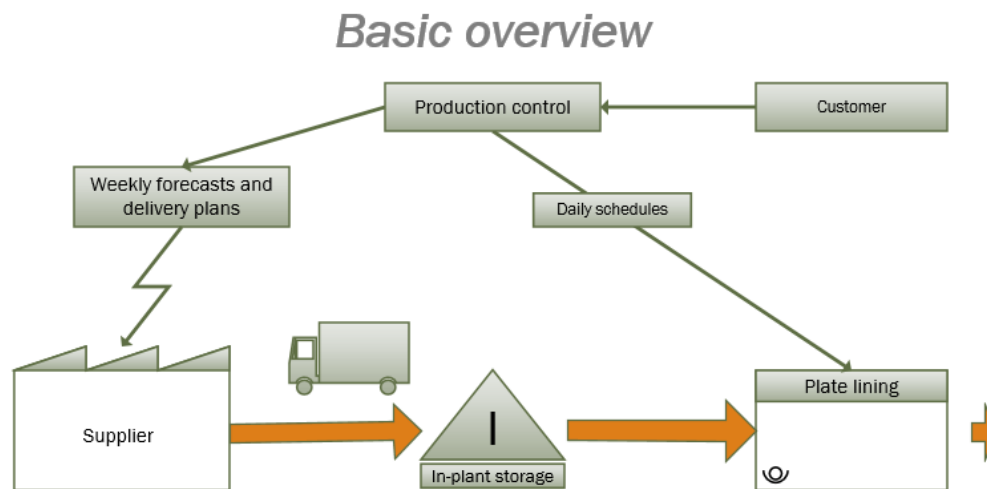 Basic overview
Production control
Customer
Weekly forecasts and
delivery plans
Daily schedules
Plate lining
Supplier
I
In-plant storage